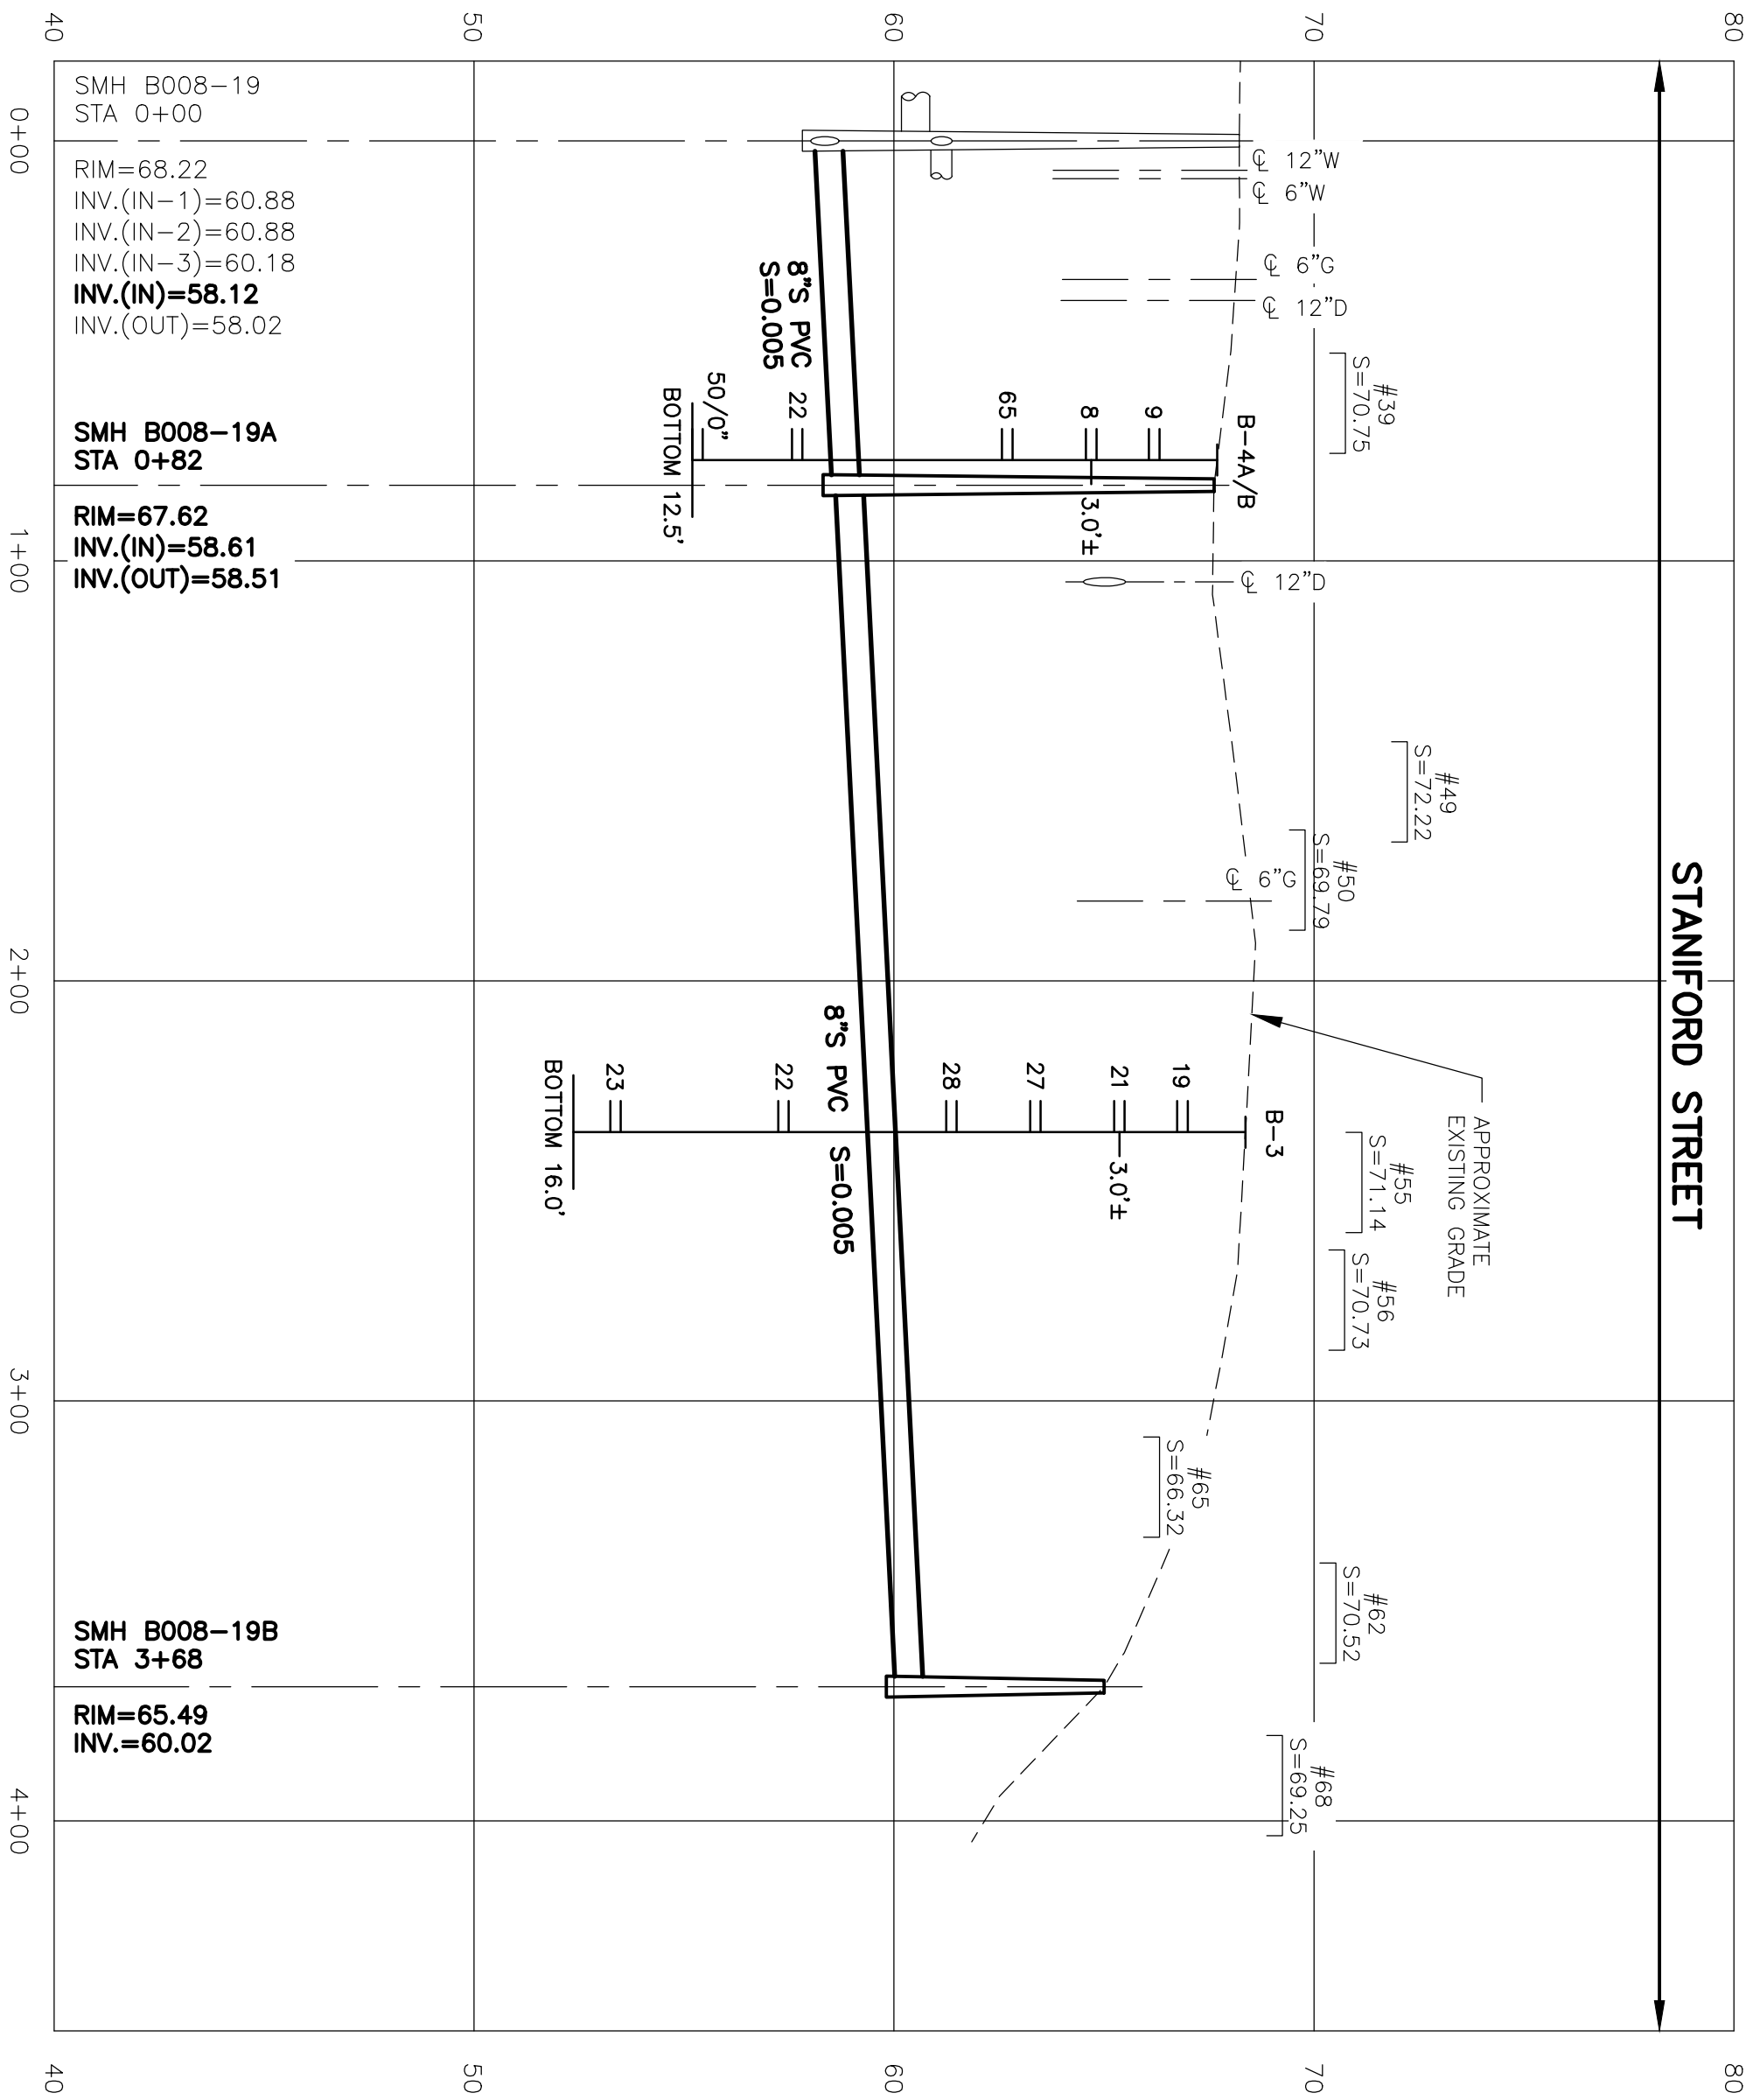 80
70
60
50
40
STANIFORD STREET
SMH B008-19
STA 0+00
RIM=68.22
INV.(IN-1)=60.88
INV.(IN-2)=60.88
INV.(IN-3)=60.18
INV.(IN)=58.12
INV.(OUT)=58.02
SMH B008-19A
STA 0+82
RIM=67.62
INV.(IN)=58.61
INV.(OUT)=58.51
SMH B008-19B
STA 3+68
RIM=65.49
INV.=60.02
℄ 12"W
℄ 6"W
℄ 6"G
℄ 12"D
℄ 12"D
℄ 6"G
#39
S=70.75
#49
S=72.22
#50
S=69.79
APPROXIMATE
EXISTING GRADE
#55
S=71.14
#56
S=70.73
#65
S=66.32
#62
S=70.52
#68
S=69.25
8"S PVC
S=0.005
B-4A/B
9
8
3.0'±
65
22
50/0"
BOTTOM 12.5'
B-3
19
21
3.0'±
27
28
22
23
BOTTOM 16.0'
8"S PVC S=0.005
0+00
1+00
2+00
3+00
4+00
80
70
60
50
40